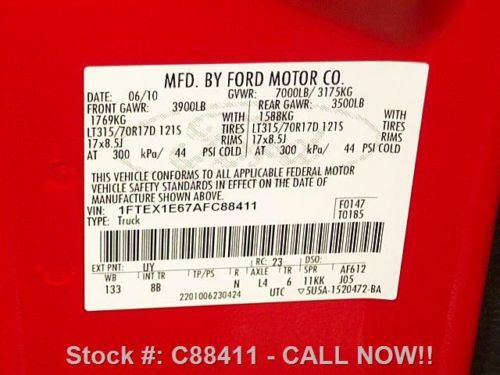 MFD. BY FORD MOTOR CO.
DATE: 06/10 GVWR: 7000LB/ 3175KG
FRONT GAWR: 3900LB REAR GAWR: 3500LB
1769KG WITH 1588KG WITH
LT315/70R17D 121S TIRES LT315/70R17D 121S TIRES
17x8.5J RIMS 17x8.5J RIMS
AT 300 kPa/ 44 PSI COLD AT 300 kPa/ 44 PSI COLD
THIS VEHICLE CONFORMS TO ALL APPLICABLE FEDERAL MOTOR
VEHICLE SAFETY STANDARDS IN EFFECT ON THE DATE OF
MANUFACTURE SHOWN ABOVE.
VIN: 1FTEX1E67AFC88411 F0147
TYPE: Truck T0185
EXT PNT: UY RC: 23 DSO:
WB BR TP/PS R AXLE TR SPR AF612
133 8B N L4 6 11KK J05
2201006230424 UTC 5U5A-1520472-BA
Stock #: C88411 - CALL NOW!!